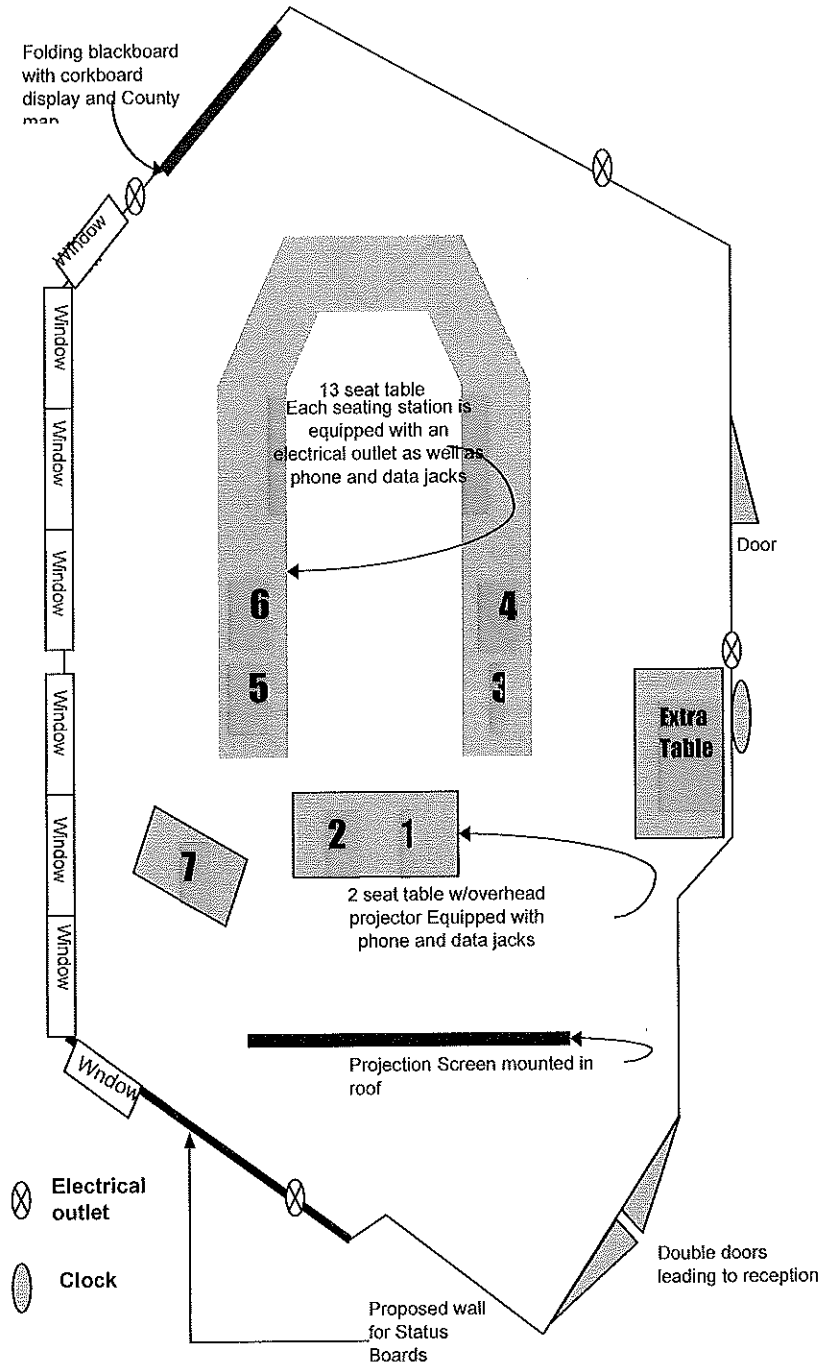 Folding blackboard
with corkboard
display and County
map
Window
Window
Window
Window
Window
Window
Window
Wndow
13 seat table
Each seating station is
equipped with an
electrical outlet as well as
phone and data jacks
Door
6
4
5
3
Extra
Table
2 1
7
2 seat table w/overhead
projector Equipped with
phone and data jacks
Projection Screen mounted in
roof
Electrical
outlet
Clock
Double doors
leading to reception
Proposed wall
for Status
Boards